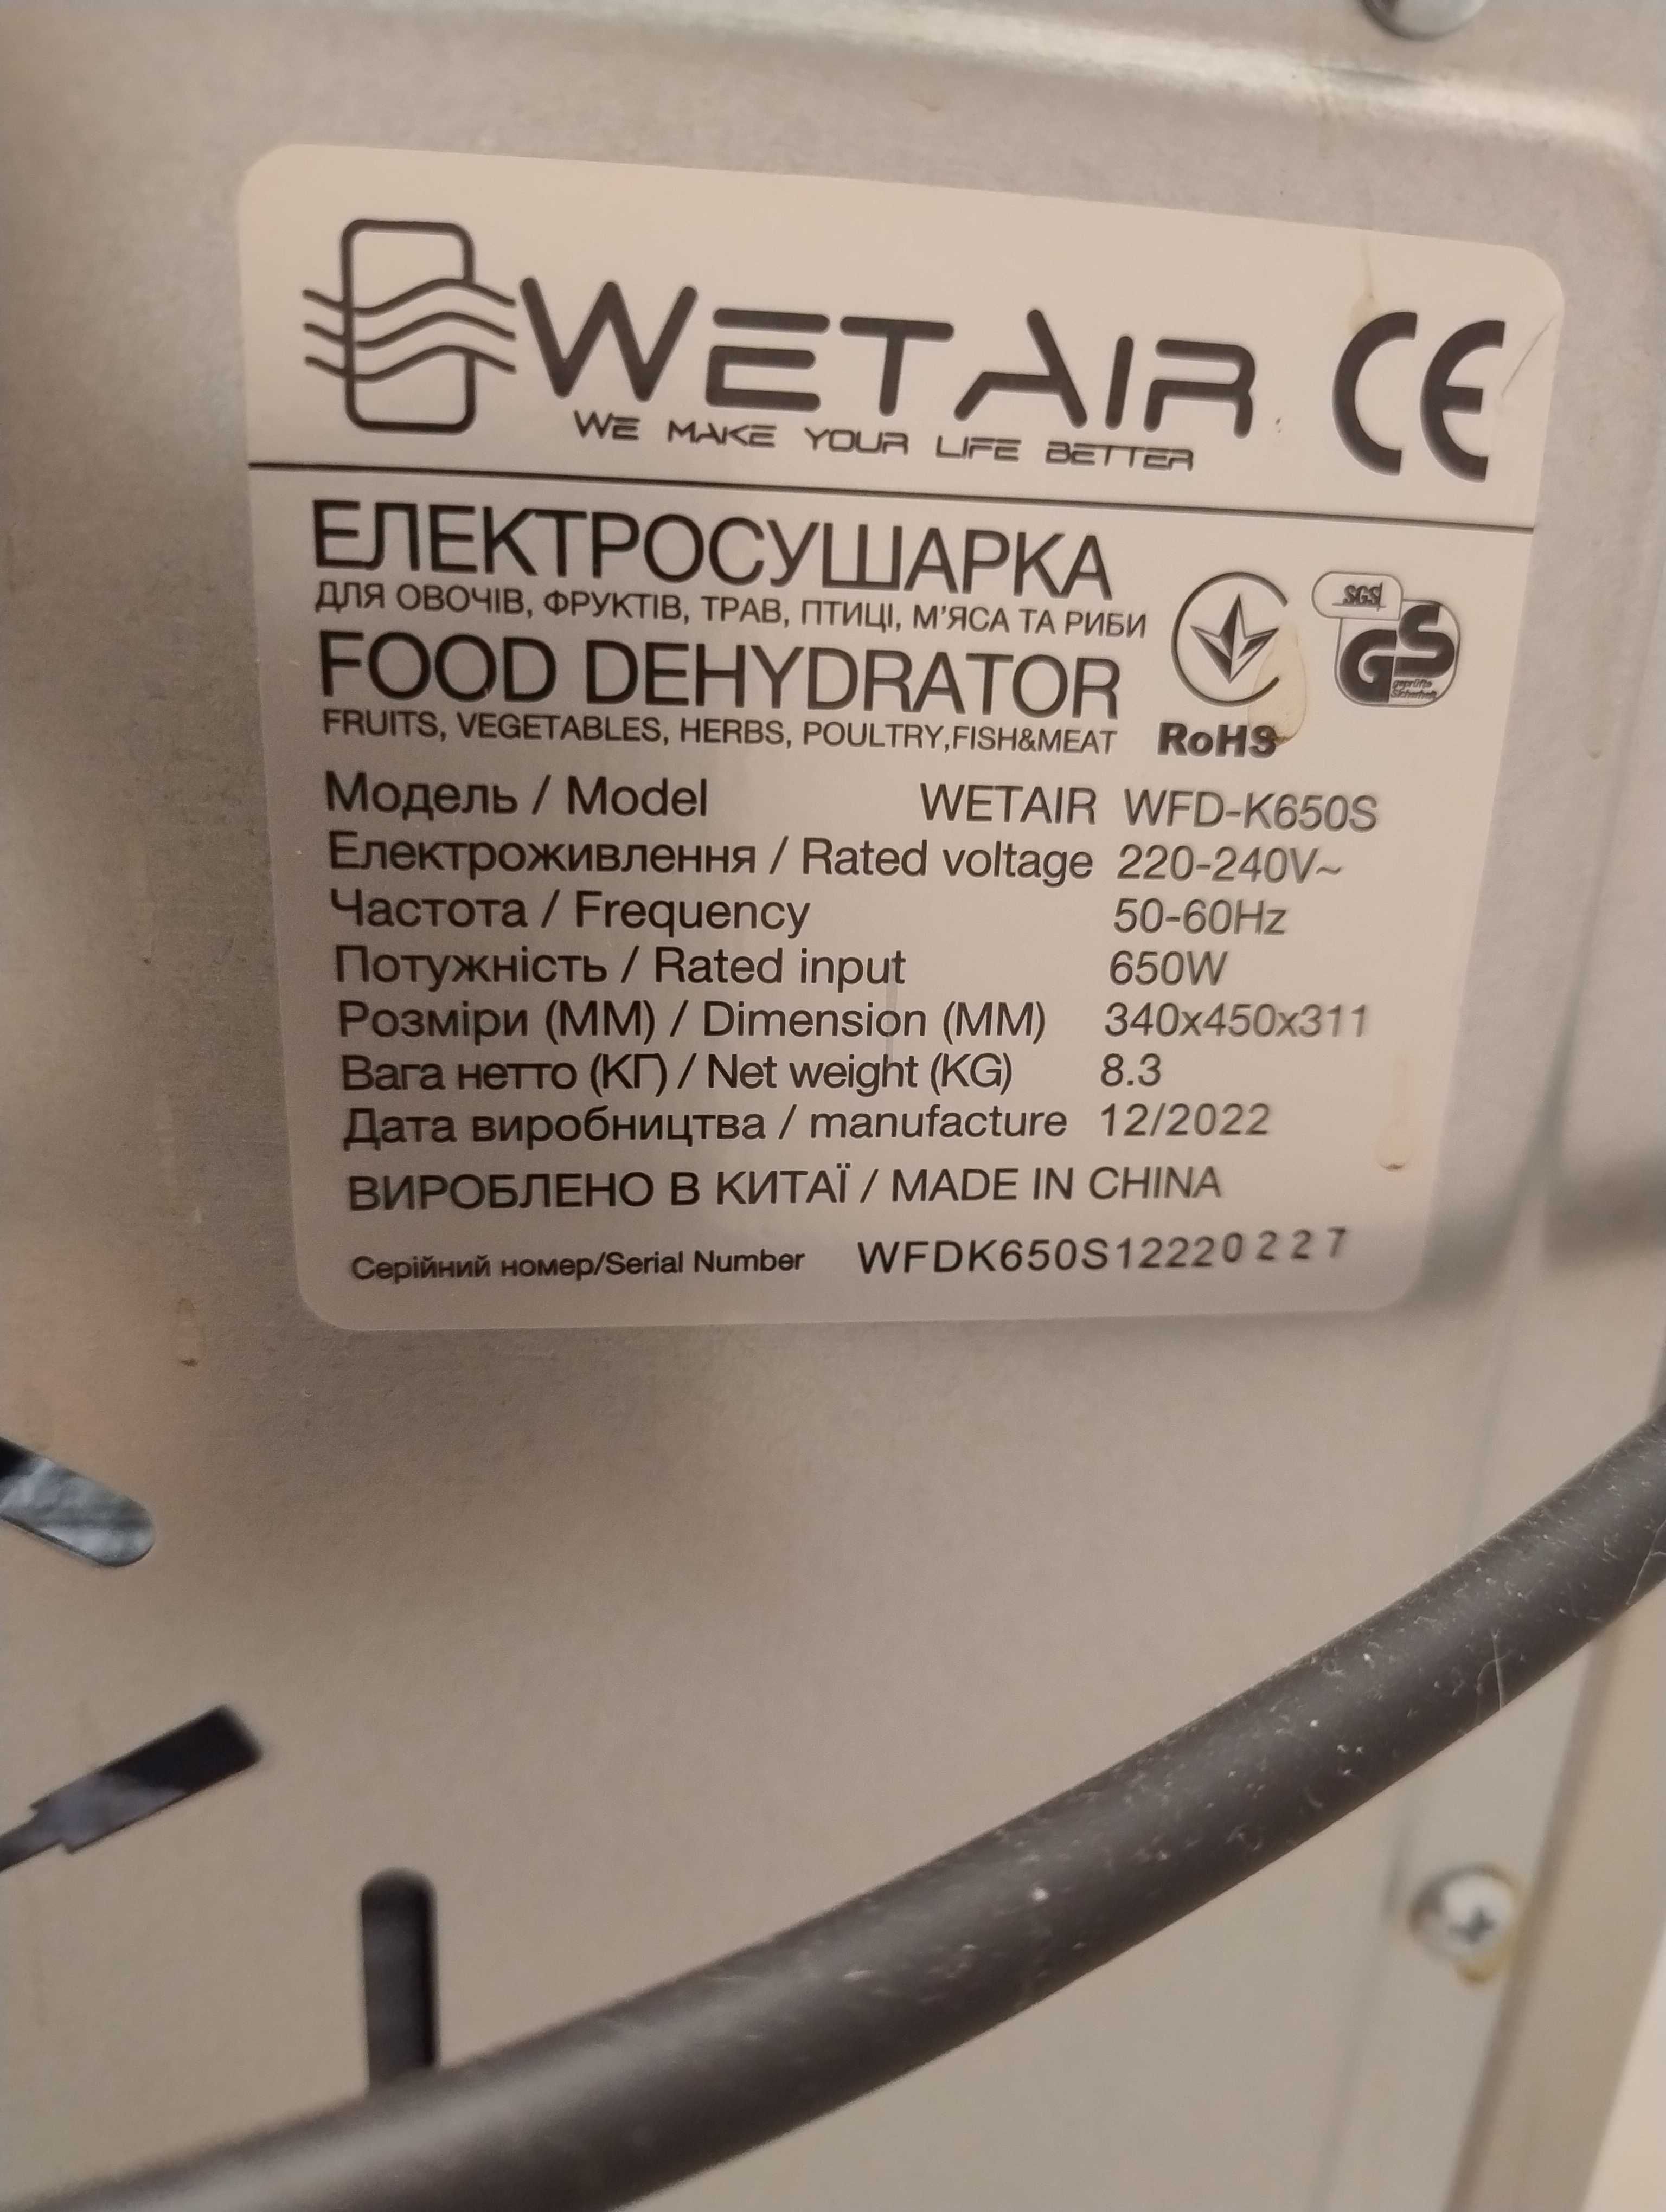 WETAIR CE
WE MAKE YOUR LIFE BETTER
ЕЛЕКТРОСУШАРКА
ДЛЯ ОВОЧІВ, ФРУКТІВ, ТРАВ, ПТИЦІ, М'ЯСА ТА РИБИ
SGS
GS
geprüfte
Sicherheit
FOOD DEHYDRATOR
FRUITS, VEGETABLES, HERBS, POULTRY,FISH&MEAT RoHS
Модель / Model WETAIR WFD-K650S
Електроживлення / Rated voltage 220-240V~
Частота / Frequency 50-60Hz
Потужність / Rated input 650W
Розміри (ММ) / Dimension (MM) 340x450x311
Вага нетто (КГ) / Net weight (KG) 8.3
Дата виробництва / manufacture 12/2022
ВИРОБЛЕНО В КИТАЇ / MADE IN CHINA
Серійний номер/Serial Number WFDK650S12220227